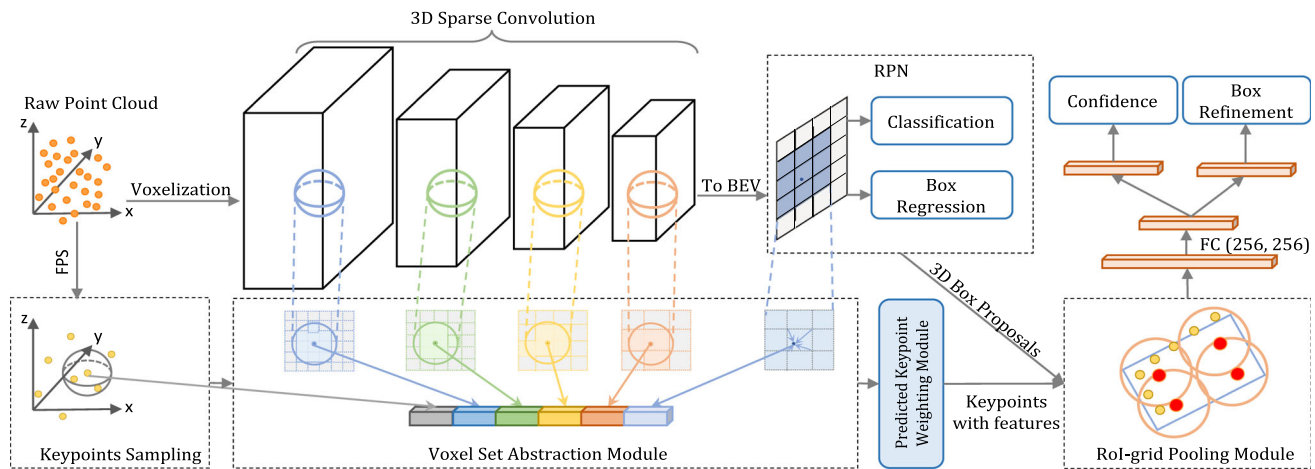 3D Sparse Convolution
RPN
Raw Point Cloud
z
y
x
Voxelization
To BEV
Classification
Box
Regression
Confidence
Box
Refinement
FC (256, 256)
FPS
3D Box Proposals
z
y
x
Keypoints Sampling
Voxel Set Abstraction Module
Predicted Keypoint
Weighting Module
Keypoints
with features
RoI-grid Pooling Module